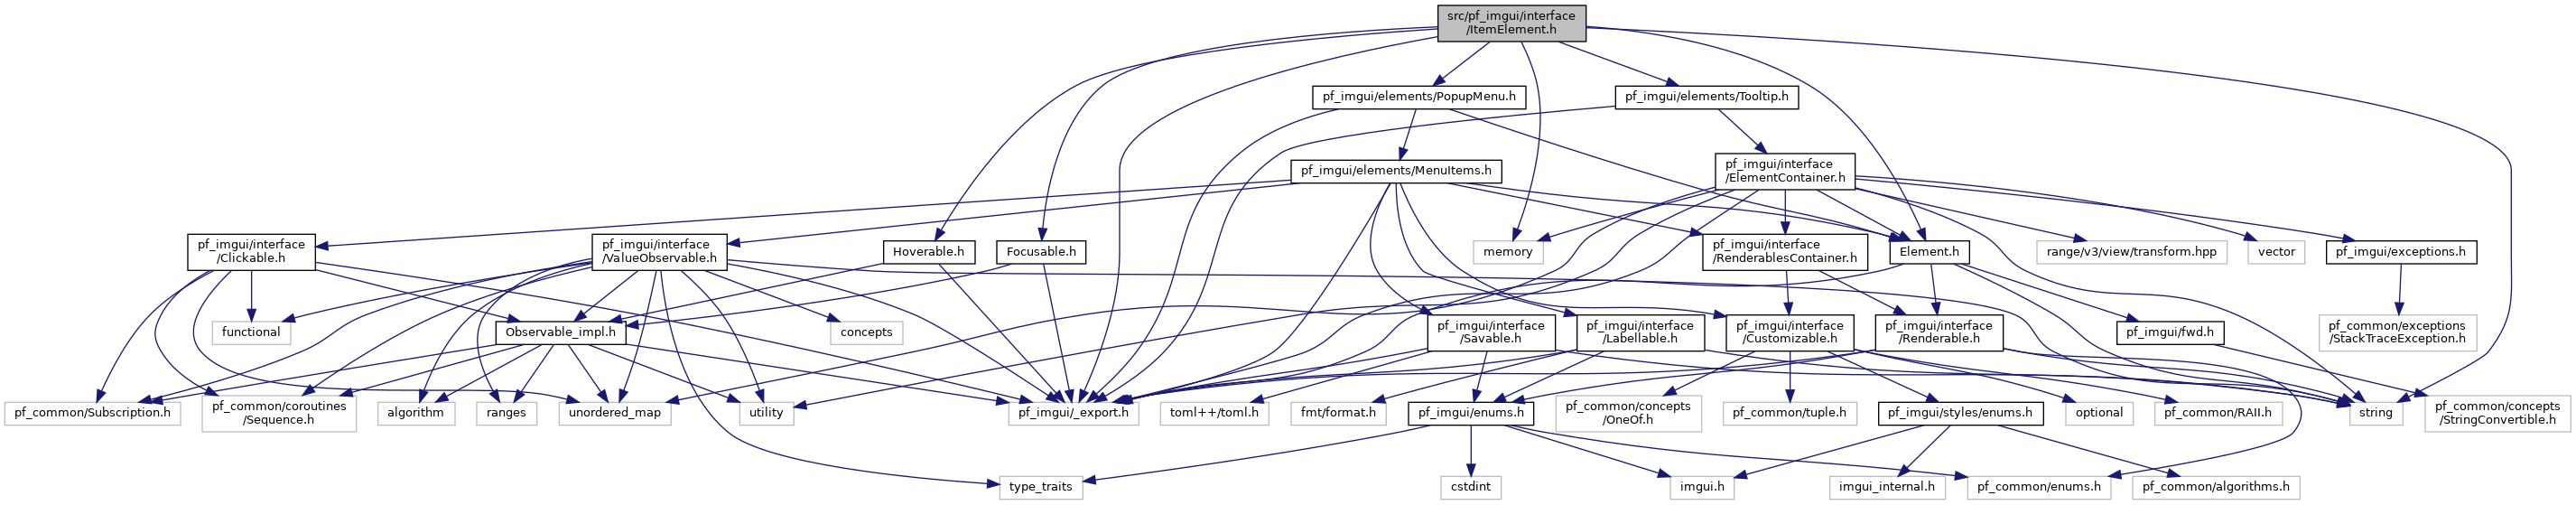 src/pf_imgui/interface
/ItemElement.h
pf_imgui/elements/PopupMenu.h
pf_imgui/elements/Tooltip.h
pf_imgui/elements/MenuItems.h
pf_imgui/interface
/ElementContainer.h
pf_imgui/interface
/Clickable.h
pf_imgui/interface
/ValueObservable.h
Hoverable.h
Focusable.h
memory
pf_imgui/interface
/RenderablesContainer.h
Element.h
range/v3/view/transform.hpp
vector
pf_imgui/exceptions.h
functional
Observable_impl.h
concepts
pf_imgui/interface
/Savable.h
pf_imgui/interface
/Labellable.h
pf_imgui/interface
/Customizable.h
pf_imgui/interface
/Renderable.h
pf_imgui/fwd.h
pf_common/exceptions
/StackTraceException.h
pf_common/Subscription.h
pf_common/coroutines
/Sequence.h
algorithm
ranges
unordered_map
utility
pf_imgui/_export.h
toml++/toml.h
fmt/format.h
pf_imgui/enums.h
pf_common/concepts
/OneOf.h
pf_common/tuple.h
pf_imgui/styles/enums.h
optional
pf_common/RAII.h
string
pf_common/concepts
/StringConvertible.h
type_traits
cstdint
imgui.h
imgui_internal.h
pf_common/enums.h
pf_common/algorithms.h